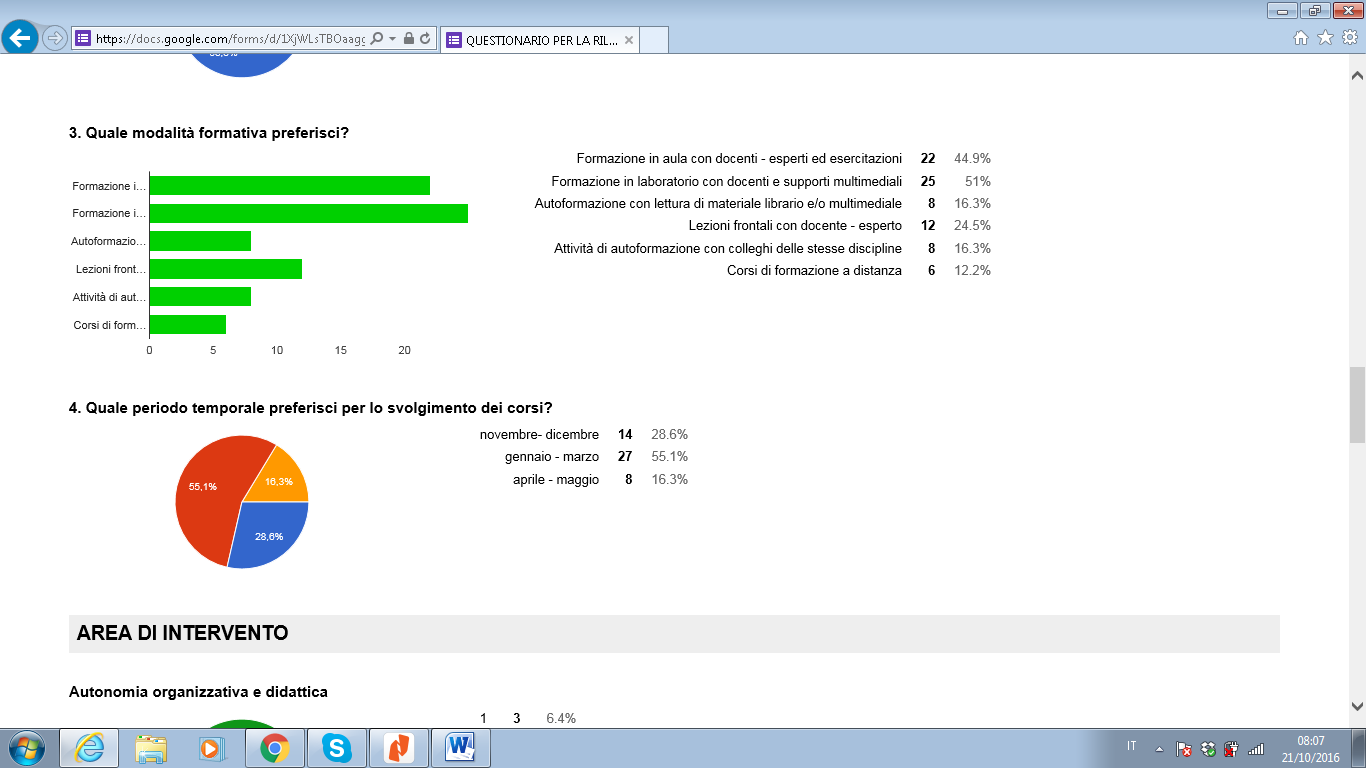 https://docs.google.com/forms/d/1XjWLsTBOaagg
QUESTIONARIO PER LA RIL...
3. Quale modalità formativa preferisci?
Formazione i...
Formazione i...
Autoformazio...
Lezioni front...
Attività di aut...
Corsi di form...
0 5 10 15 20
Formazione in aula con docenti - esperti ed esercitazioni 22 44.9%
Formazione in laboratorio con docenti e supporti multimediali 25 51%
Autoformazione con lettura di materiale librario e/o multimediale 8 16.3%
Lezioni frontali con docente - esperto 12 24.5%
Attività di autoformazione con colleghi delle stesse discipline 8 16.3%
Corsi di formazione a distanza 6 12.2%
4. Quale periodo temporale preferisci per lo svolgimento dei corsi?
55,1%
16,3%
28,6%
novembre- dicembre 14 28.6%
gennaio - marzo 27 55.1%
aprile - maggio 8 16.3%
AREA DI INTERVENTO
Autonomia organizzativa e didattica
1 3 6.4%
IT
08:07
21/10/2016